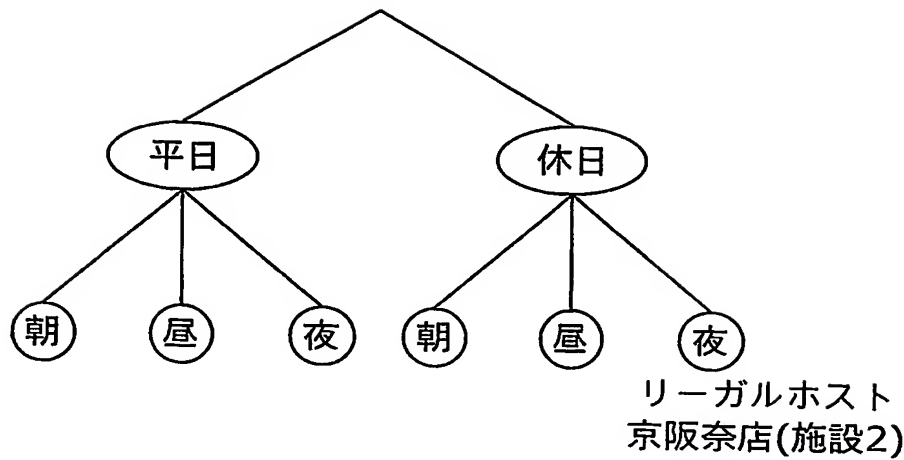 平日 休日
朝 昼 夜 朝 昼 夜
リーガルホスト
京阪奈店(施設2)